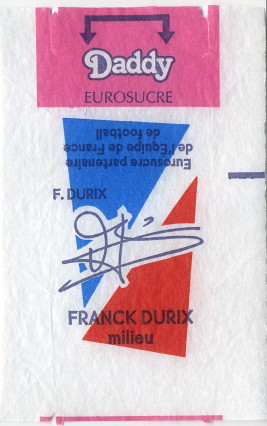 Daddy
EUROSUCRE
Eurosucre partenaire
de l'Equipe de France
de football
F. DURIX
FRANCK DURIX
milieu